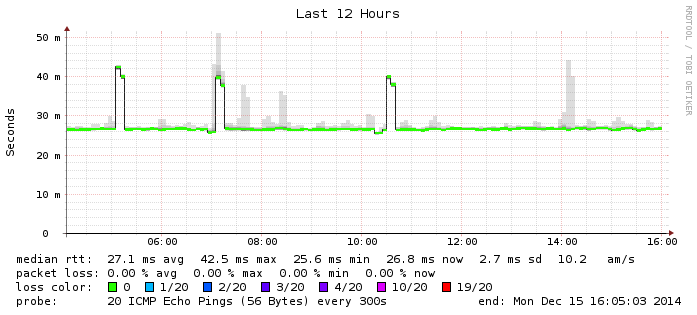 Last 12 Hours
RRDTOOL / TOBI OETIKER
Seconds
50 m
40 m
30 m
20 m
10 m
0
06:00 08:00 10:00 12:00 14:00 16:00
median rtt: 27.1 ms avg 42.5 ms max 25.6 ms min 26.8 ms now 2.7 ms sd 10.2 am/s
packet loss: 0.00 % avg 0.00 % max 0.00 % min 0.00 % now
loss color: 0 1/20 2/20 3/20 4/20 10/20 19/20
probe: 20 ICMP Echo Pings (56 Bytes) every 300s end: Mon Dec 15 16:05:03 2014